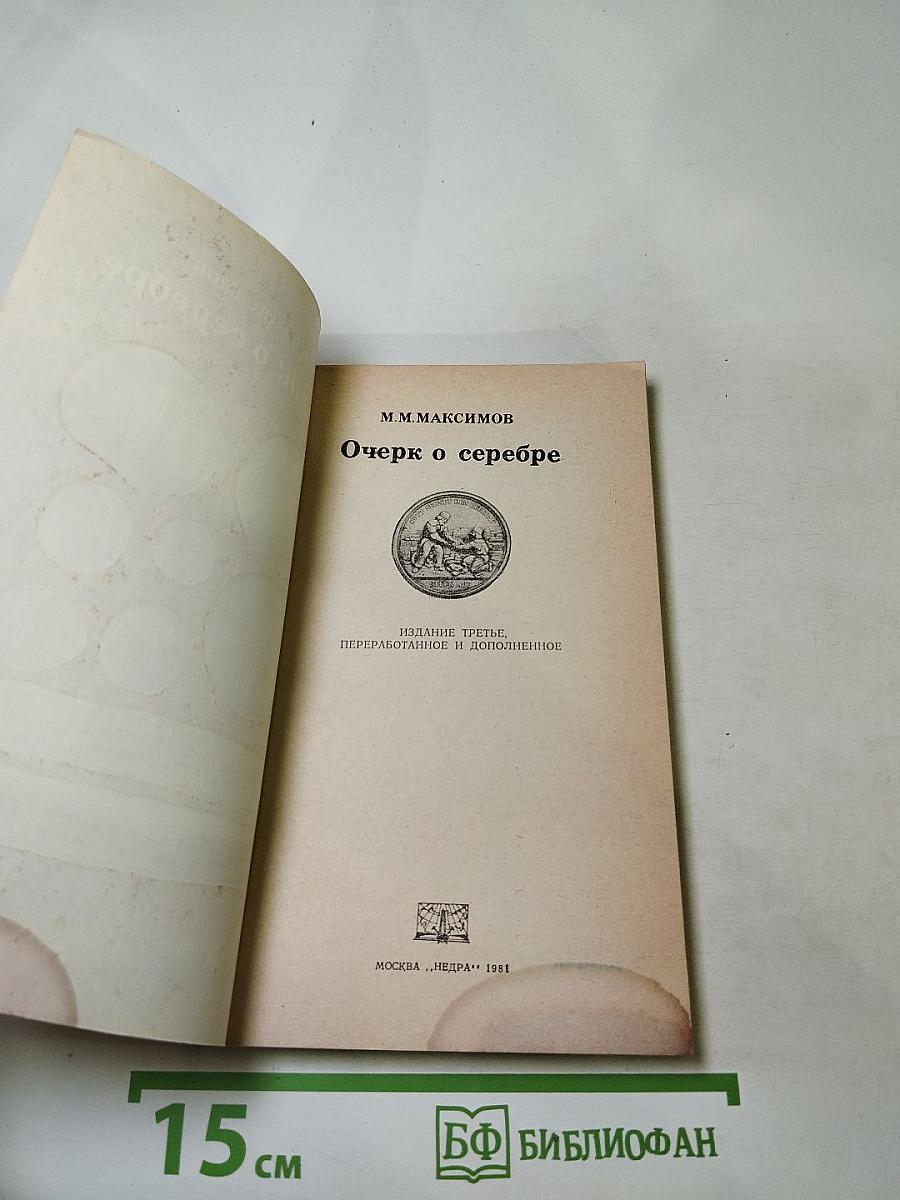 М.М.МАКСИМОВ
Очерк о серебре
ИЗДАНИЕ ТРЕТЬЕ,
ПЕРЕРАБОТАННОЕ И ДОПОЛНЕННОЕ
МОСКВА „НЕДРА" 1981
15 см
БФ БИБЛИОФАН